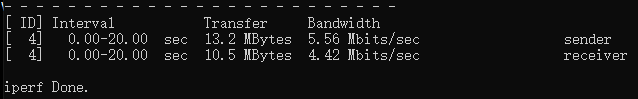 - - - - - - - - - - - - - - - - - - - - - - - - -
[ ID] Interval           Transfer     Bandwidth
[  4]   0.00-20.00  sec  13.2 MBytes  5.56 Mbits/sec                  sender
[  4]   0.00-20.00  sec  10.5 MBytes  4.42 Mbits/sec                  receiver
iperf Done.